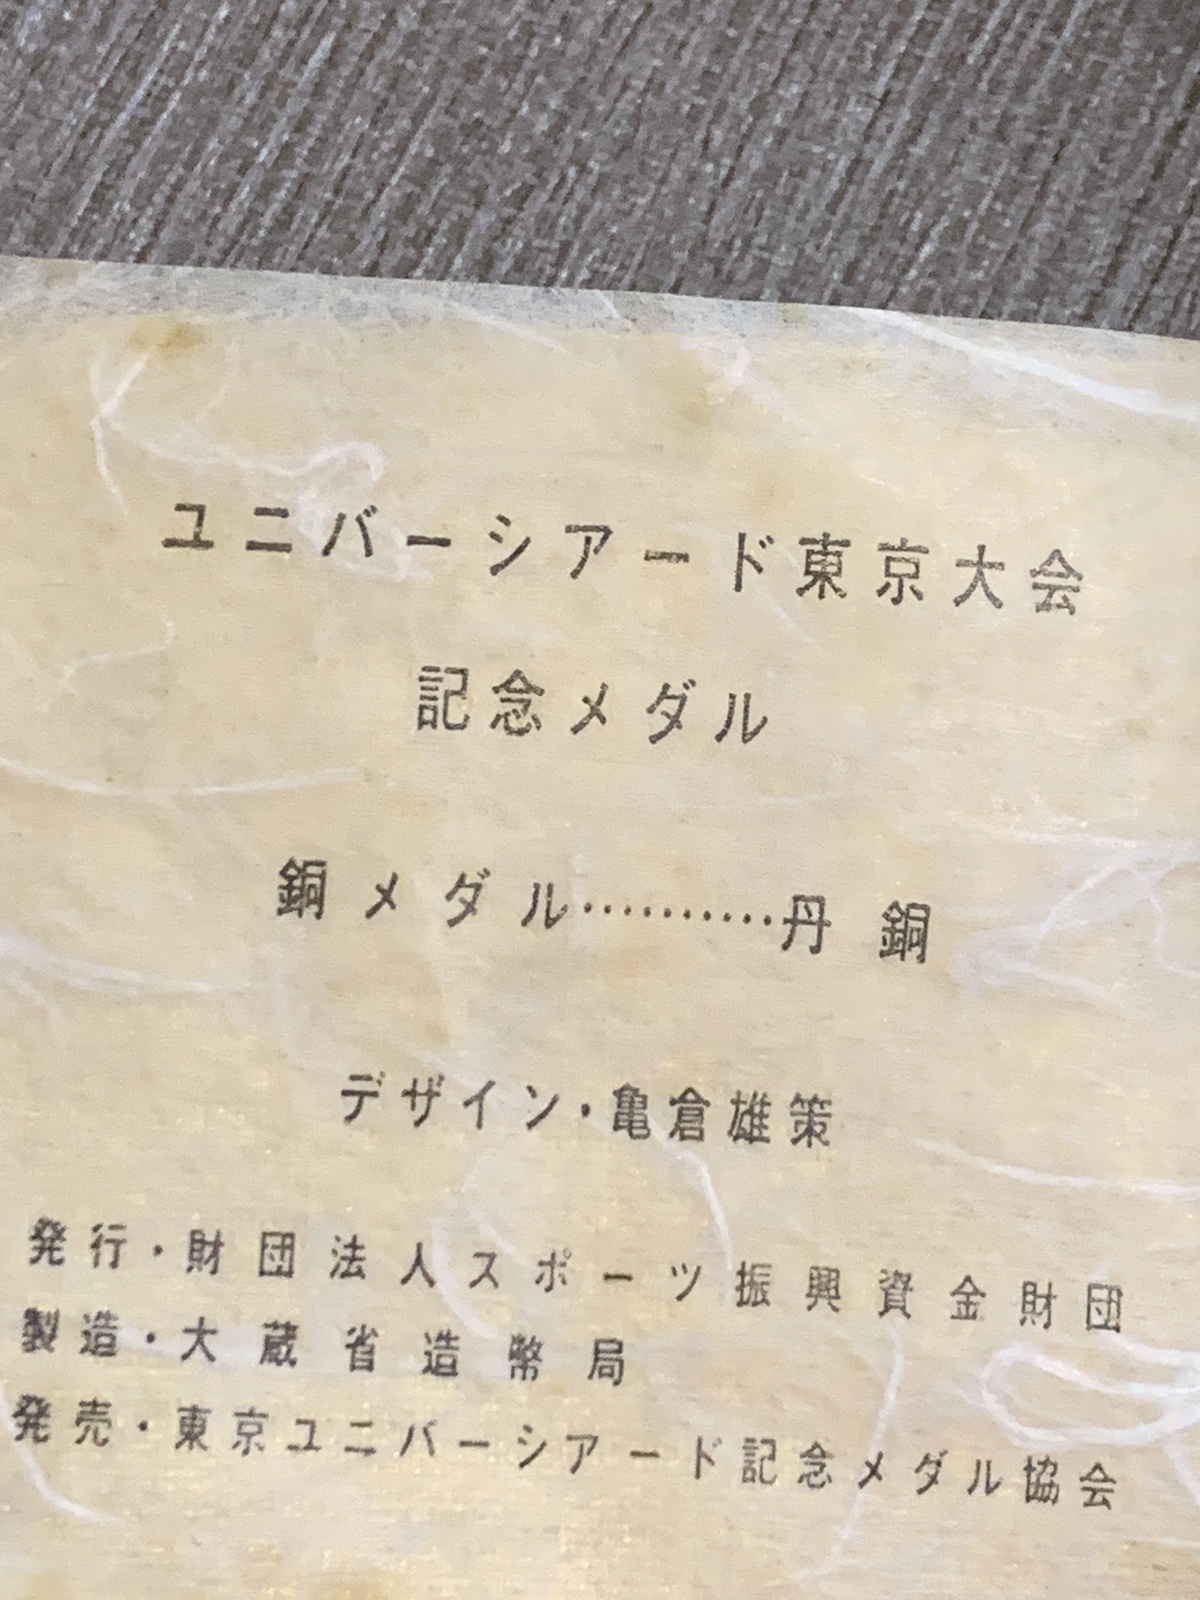 ユニバーシアード東京大会
記念メダル
銅メダル‥‥‥‥‥丹銅
デザイン・亀倉雄策
発行・財団法人スポーツ振興資金財団
製造・大蔵省造幣局
発売・東京ユニバーシアード記念メダル協会